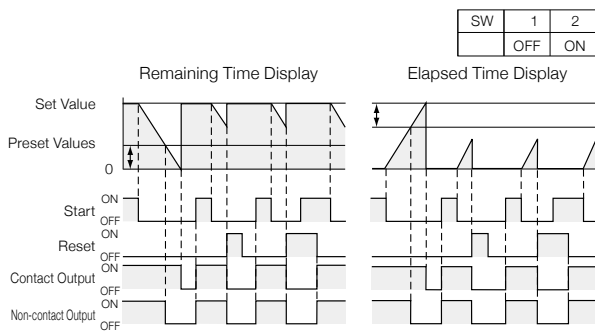 SW 1 2
OFF ON
Remaining Time Display
Elapsed Time Display
Set Value
Preset Values
0
Start
ON
OFF
Reset
ON
OFF
Contact Output
ON
OFF
Non-contact Output
ON
OFF